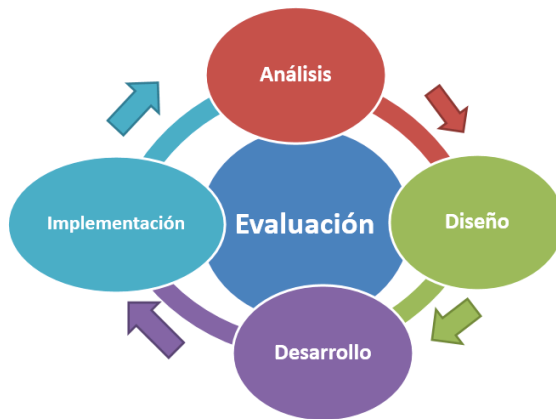 Análisis
Implementación
Evaluación
Diseño
Desarrollo